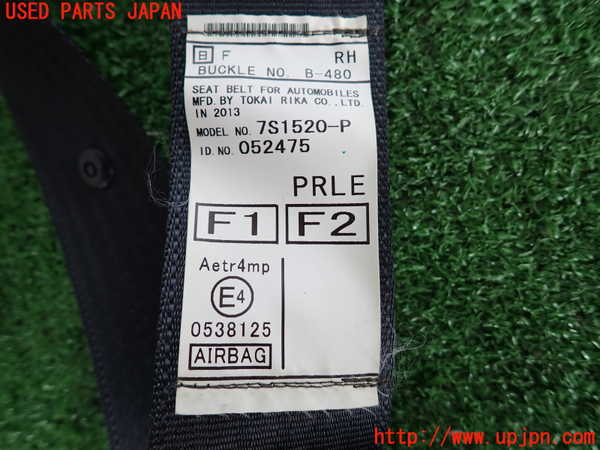 USED PARTS JAPAN
B F RH
BUCKLE NO. B-480
SEAT BELT FOR AUTOMOBILES
MFD. BY TOKAI RIKA CO., LTD.
IN 2013
MODEL NO. 7S1520-P
ID. NO. 052475
PRLE
F1 F2
Aetr4mp
E4
0538125
AIRBAG
http://www.upjpn.com/